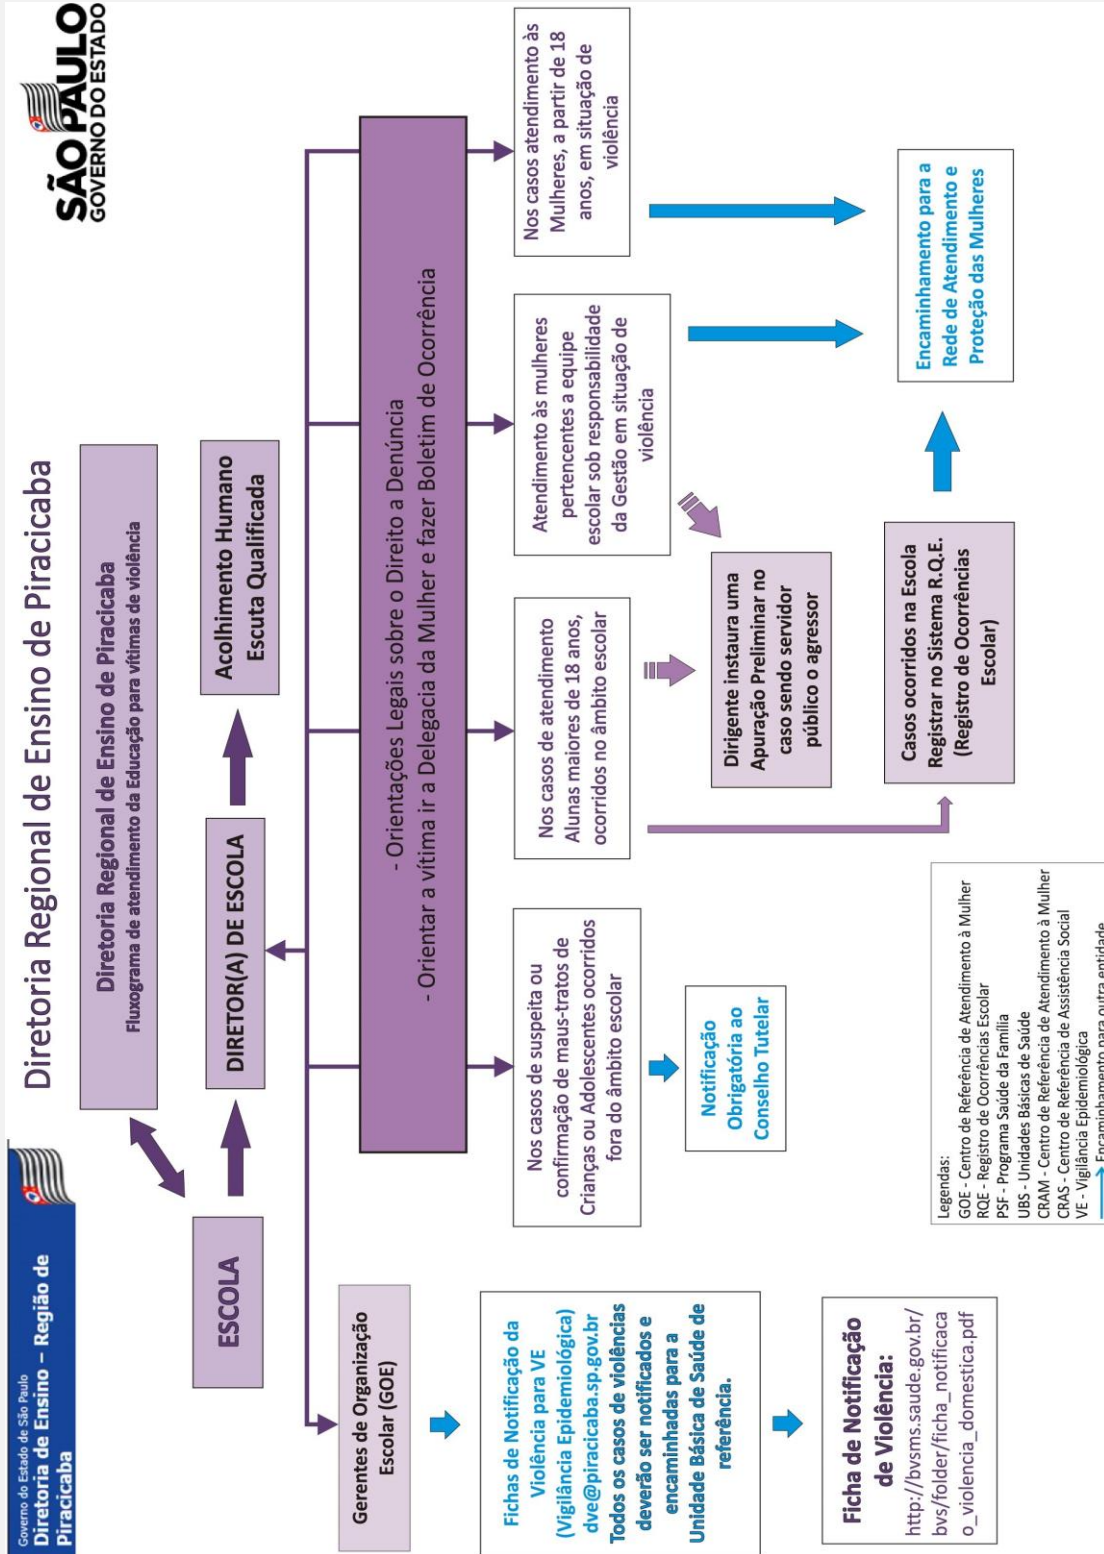 Governo do Estado de São Paulo
Diretoria de Ensino – Região de
Piracicaba
SÃO PAULO
GOVERNO DO ESTADO
Diretoria Regional de Ensino de Piracicaba
Diretoria Regional de Ensino de Piracicaba
Fluxograma de atendimento da Educação para vítimas de violência
ESCOLA
DIRETOR(A) DE ESCOLA
Acolhimento Humano
Escuta Qualificada
- Orientações Legais sobre o Direito a Denúncia
- Orientar a vítima ir a Delegacia da Mulher e fazer Boletim de Ocorrência
Gerentes de Organização
Escolar (GOE)
Fichas de Notificação da
Violência para VE
(Vigilância Epidemiológica)
dve@piracicaba.sp.gov.br
Todos os casos de violências
deverão ser notificados e
encaminhadas para a
Unidade Básica de Saúde de
referência.
Ficha de Notificação
de Violência:
http://bvsms.saude.gov.br/
bvs/folder/ficha_notificaca
o_violencia_domestica.pdf
Nos casos de suspeita ou
confirmação de maus-tratos de
Crianças ou Adolescentes ocorridos
fora do âmbito escolar
Notificação
Obrigatória ao
Conselho Tutelar
Nos casos de atendimento
Alunas maiores de 18 anos,
ocorridos no âmbito escolar
Atendimento às mulheres
pertencentes a equipe
escolar sob responsabilidade
da Gestão em situação de
violência
Nos casos atendimento às
Mulheres, a partir de 18
anos, em situação de
violência
Dirigente instaura uma
Apuração Preliminar no
caso sendo servidor
público o agressor
Casos ocorridos na Escola
Registrar no Sistema R.Q.E.
(Registro de Ocorrências
Escolar)
Encaminhamento para a
Rede de Atendimento e
Proteção das Mulheres
Legendas:
GOE - Centro de Referência de Atendimento à Mulher
RQE - Registro de Ocorrências Escolar
PSF - Programa Saúde da Família
UBS - Unidades Básicas de Saúde
CRAM - Centro de Referência de Atendimento à Mulher
CRAS - Centro de Referência de Assistência Social
VE - Vigilância Epidemiológica
Encaminhamento para outra entidade